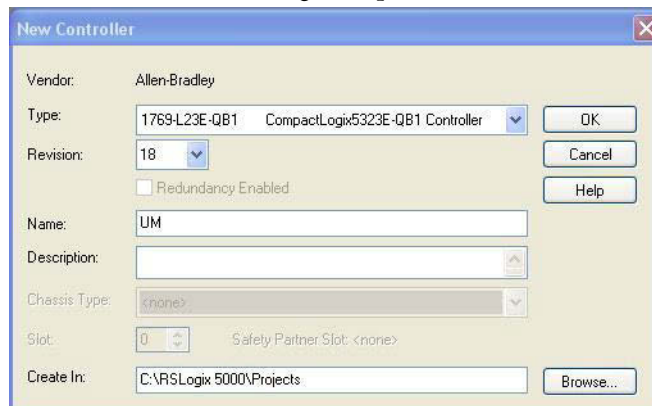 New Controller
Vendor: Allen-Bradley
Type: 1769-L23E-QB1 CompactLogix5323E-QB1 Controller OK
Revision: 18 Cancel
Redundancy Enabled Help
Name: UM
Description:
Chassis Type: <none>
Slot: 0 Safety Partner Slot: <none>
Create In: C:\RSLogix 5000\Projects Browse...